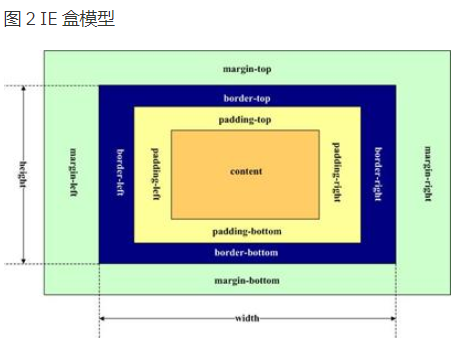 图 2 IE 盒模型
margin-top
border-top
padding-top
height
margin-left
border-left
padding-left
content
padding-right
border-right
margin-right
padding-bottom
border-bottom
margin-bottom
width